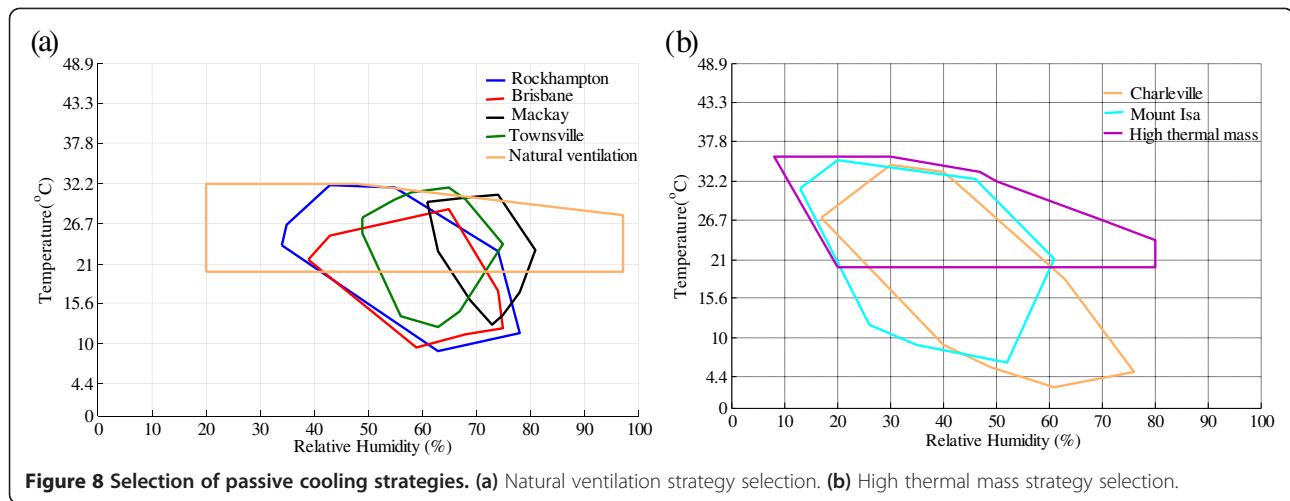 (a)
48.9
43.3
37.8
32.2
26.7
21
15.6
10
4.4
0
Temperature(°C)
Rockhampton
Brisbane
Mackay
Townsville
Natural ventilation
0 10 20 30 40 50 60 70 80 90 100
Relative Humidity (%)
(b)
48.9
43.3
37.8
32.2
26.7
21
15.6
10
4.4
0
Temperature(°C)
Charleville
Mount Isa
High thermal mass
0 10 20 30 40 50 60 70 80 90 100
Relative Humidity (%)
Figure 8 Selection of passive cooling strategies. (a) Natural ventilation strategy selection. (b) High thermal mass strategy selection.